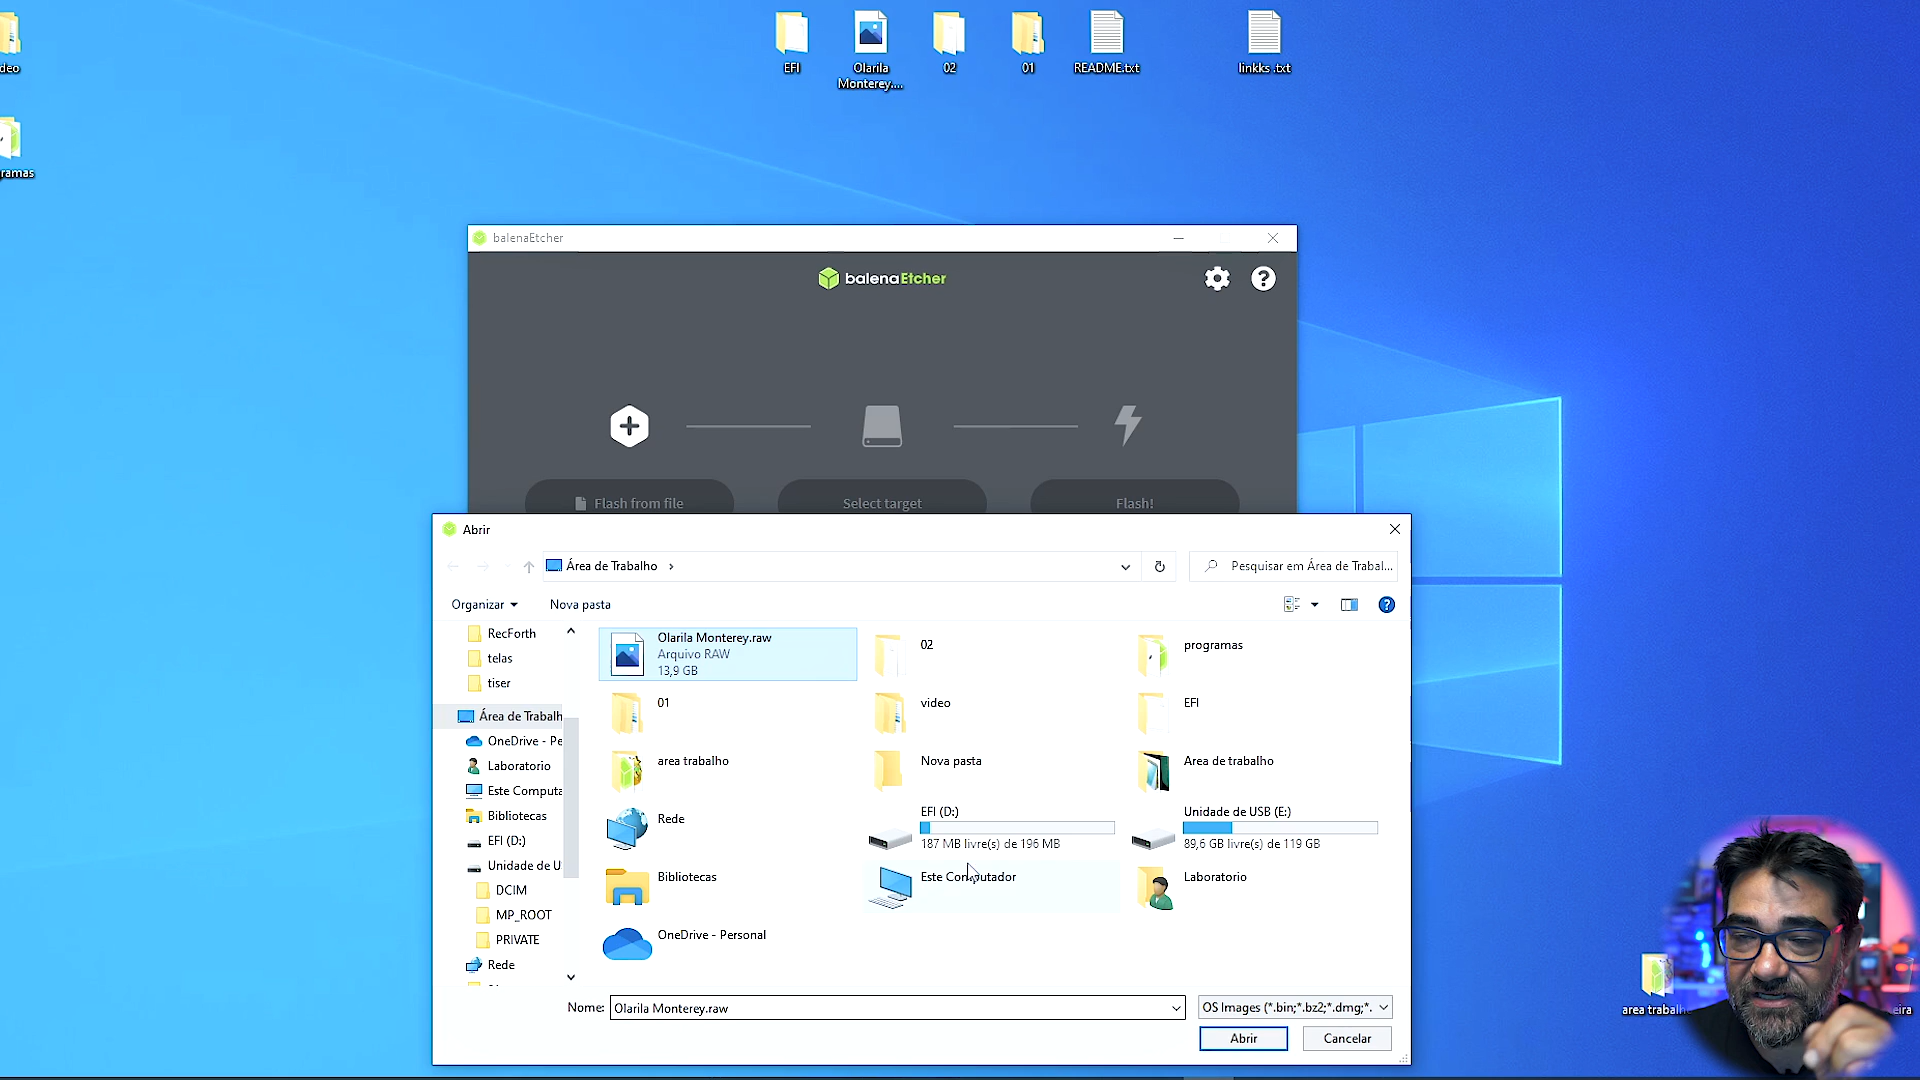 deo
ramas
EFI
Olarila
Monterey....
02
01
README.txt
linkks .txt
balenaEtcher
balenaEtcher
Flash from file
Select target
Flash!
Abrir
Área de Trabalho
Pesquisar em Área de Trabal...
Organizar
Nova pasta
RecForth
telas
tiser
Área de Trabalh
OneDrive - Pe
Laboratorio
Este Computa
Bibliotecas
EFI (D:)
Unidade de U
DCIM
MP_ROOT
PRIVATE
Rede
Olarila Monterey.raw
Arquivo RAW
13,9 GB
02
programas
01
video
EFI
area trabalho
Nova pasta
Area de trabalho
Rede
EFI (D:)
187 MB livre(s) de 196 MB
Unidade de USB (E:)
89,6 GB livre(s) de 119 GB
Bibliotecas
Este Computador
Laboratorio
OneDrive - Personal
Nome:
Olarila Monterey.raw
OS Images (*.bin;*.bz2;*.dmg;*.
Abrir
Cancelar
area trabalh
eira